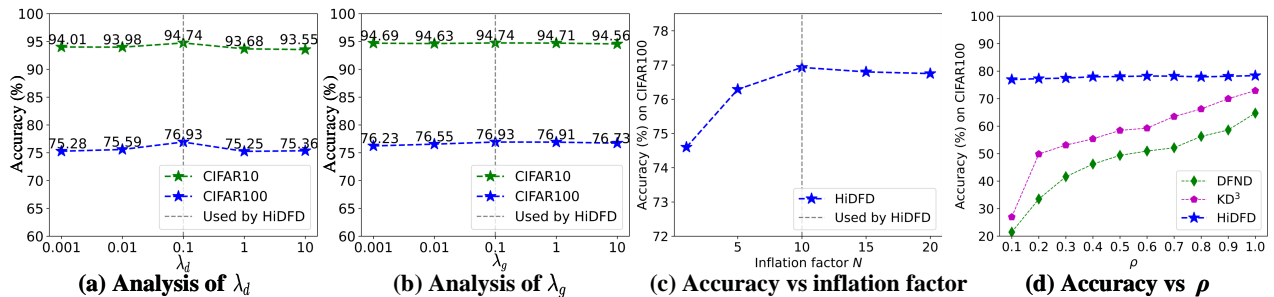 100
95
90
85
80
75
70
65
60
Accuracy (%)
94.01 93.98 94.74 93.68 93.55
75.28 75.59 76.93 75.25 75.36
CIFAR10
CIFAR100
Used by HiDFD
0.001 0.01 0.1 1 10
λd
(a) Analysis of λd
100
95
90
85
80
75
70
65
60
Accuracy (%)
94.69 94.63 94.74 94.71 94.56
76.23 76.55 76.93 76.91 76.73
CIFAR10
CIFAR100
Used by HiDFD
0.001 0.01 0.1 1 10
λg
(b) Analysis of λg
78
77
76
75
74
73
72
Accuracy (%) on CIFAR100
HiDFD
Used by HiDFD
5 10 15 20
Inflation factor N
(c) Accuracy vs inflation factor
100
90
80
70
60
50
40
30
20
Accuracy (%) on CIFAR100
DFND
KD³
HiDFD
0.1 0.2 0.3 0.4 0.5 0.6 0.7 0.8 0.9 1.0
ρ
(d) Accuracy vs ρ